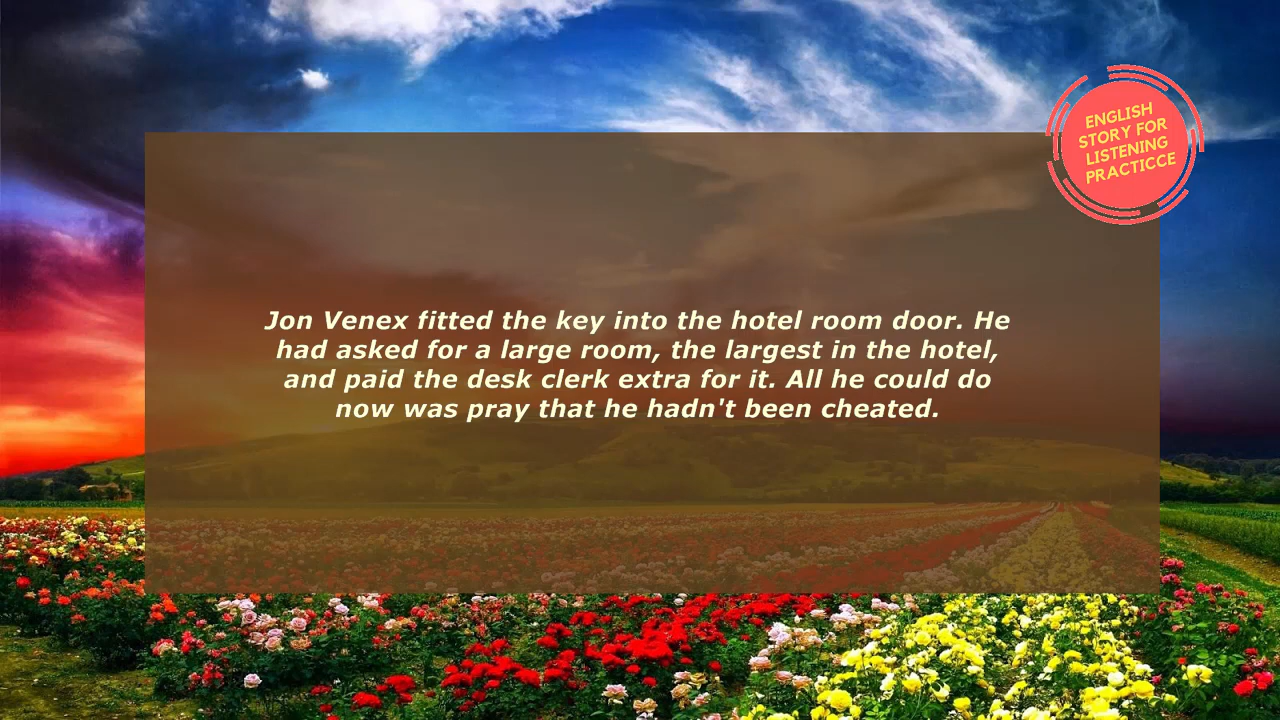 ENGLISH
STORY FOR
LISTENING
PRACTICCE
Jon Venex fitted the key into the hotel room door. He
had asked for a large room, the largest in the hotel,
and paid the desk clerk extra for it. All he could do
now was pray that he hadn't been cheated.